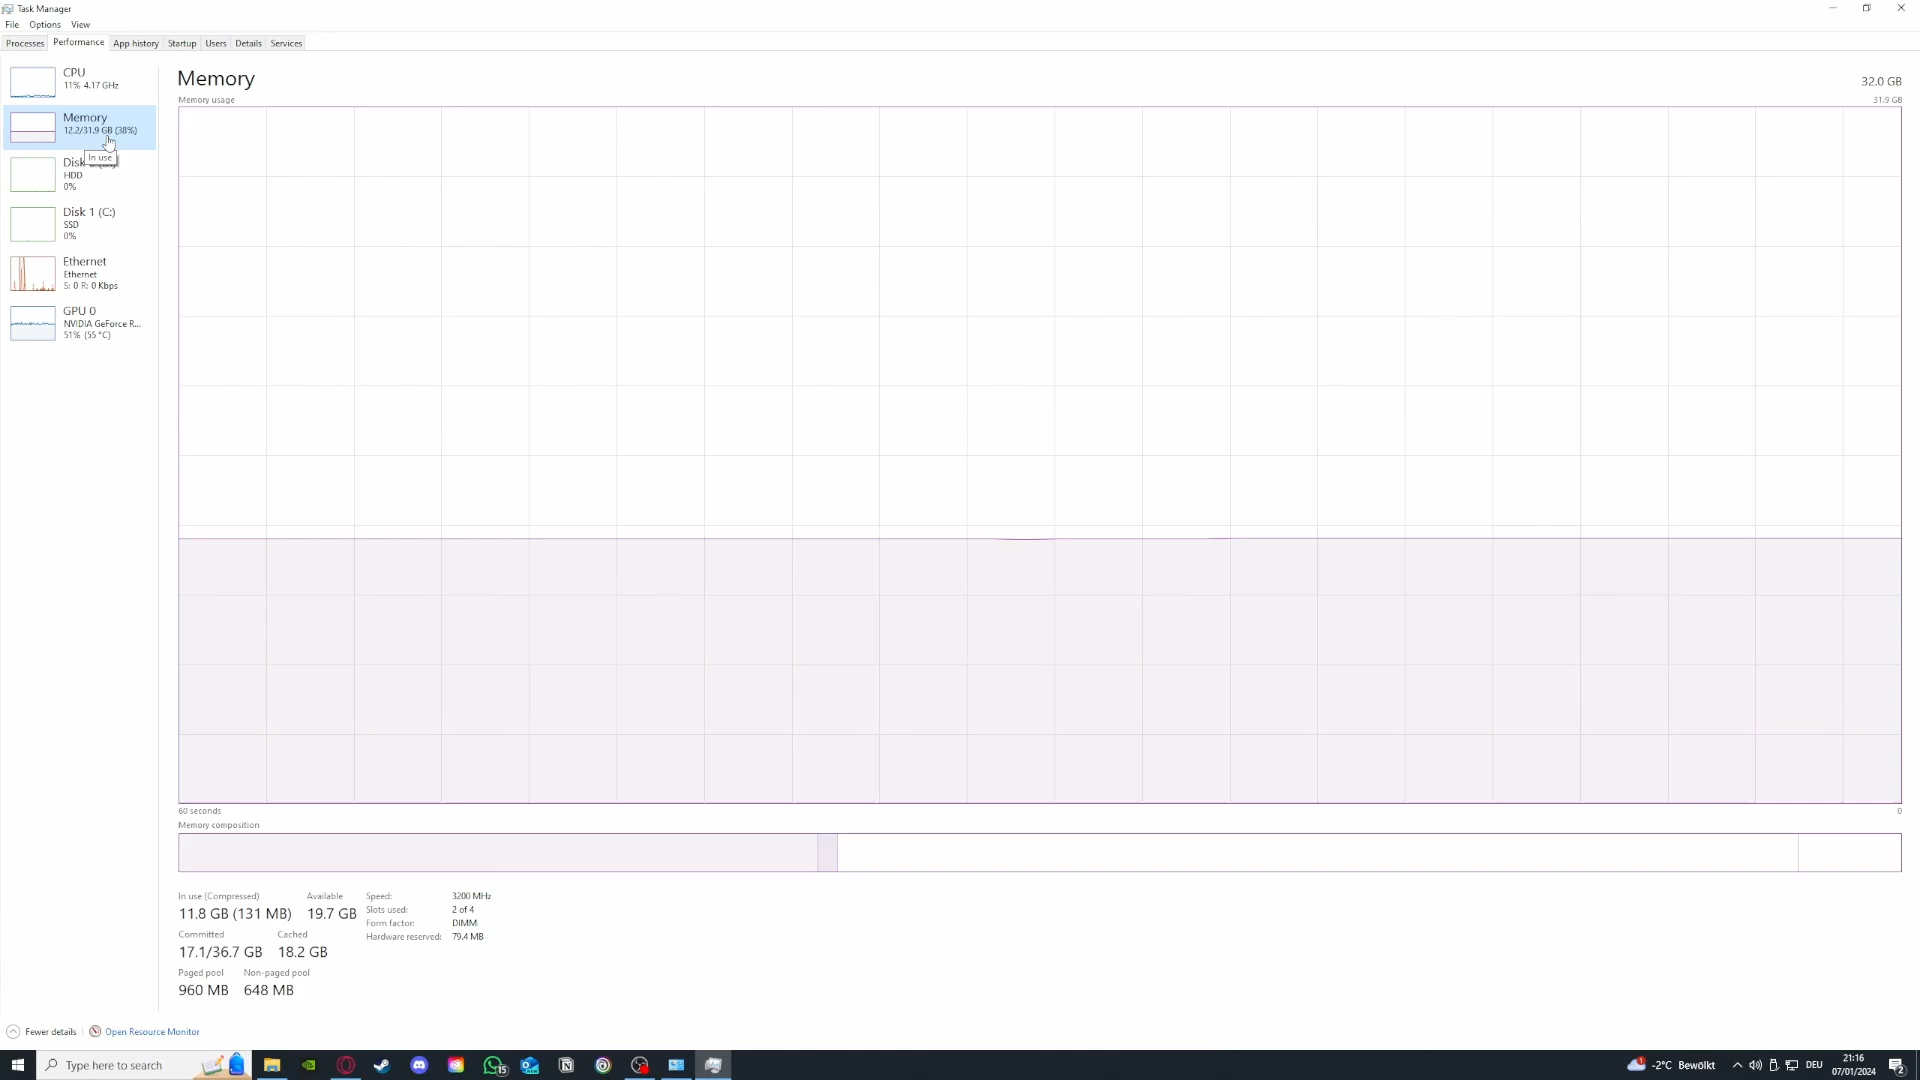 Task Manager
File Options View
Processes Performance App history Startup Users Details Services
CPU
11% 4.17 GHz
Memory
12.2/31.9 GB (38%)
In use
Disk
HDD
0%
Disk 1 (C:)
SSD
0%
Ethernet
Ethernet
S: 0 R: 0 Kbps
GPU 0
NVIDIA GeForce R...
51% (55 °C)
Memory 32.0 GB
Memory usage 31.9 GB
60 seconds 0
Memory composition
In use (Compressed) Available
11.8 GB (131 MB) 19.7 GB
Committed Cached
17.1/36.7 GB 18.2 GB
Paged pool Non-paged pool
960 MB 648 MB
Speed: 3200 MHz
Slots used: 2 of 4
Form factor: DIMM
Hardware reserved: 79.4 MB
Fewer details Open Resource Monitor
Type here to search
15
1
-2°C Bewölkt
DEU
21:16
07/01/2024
2